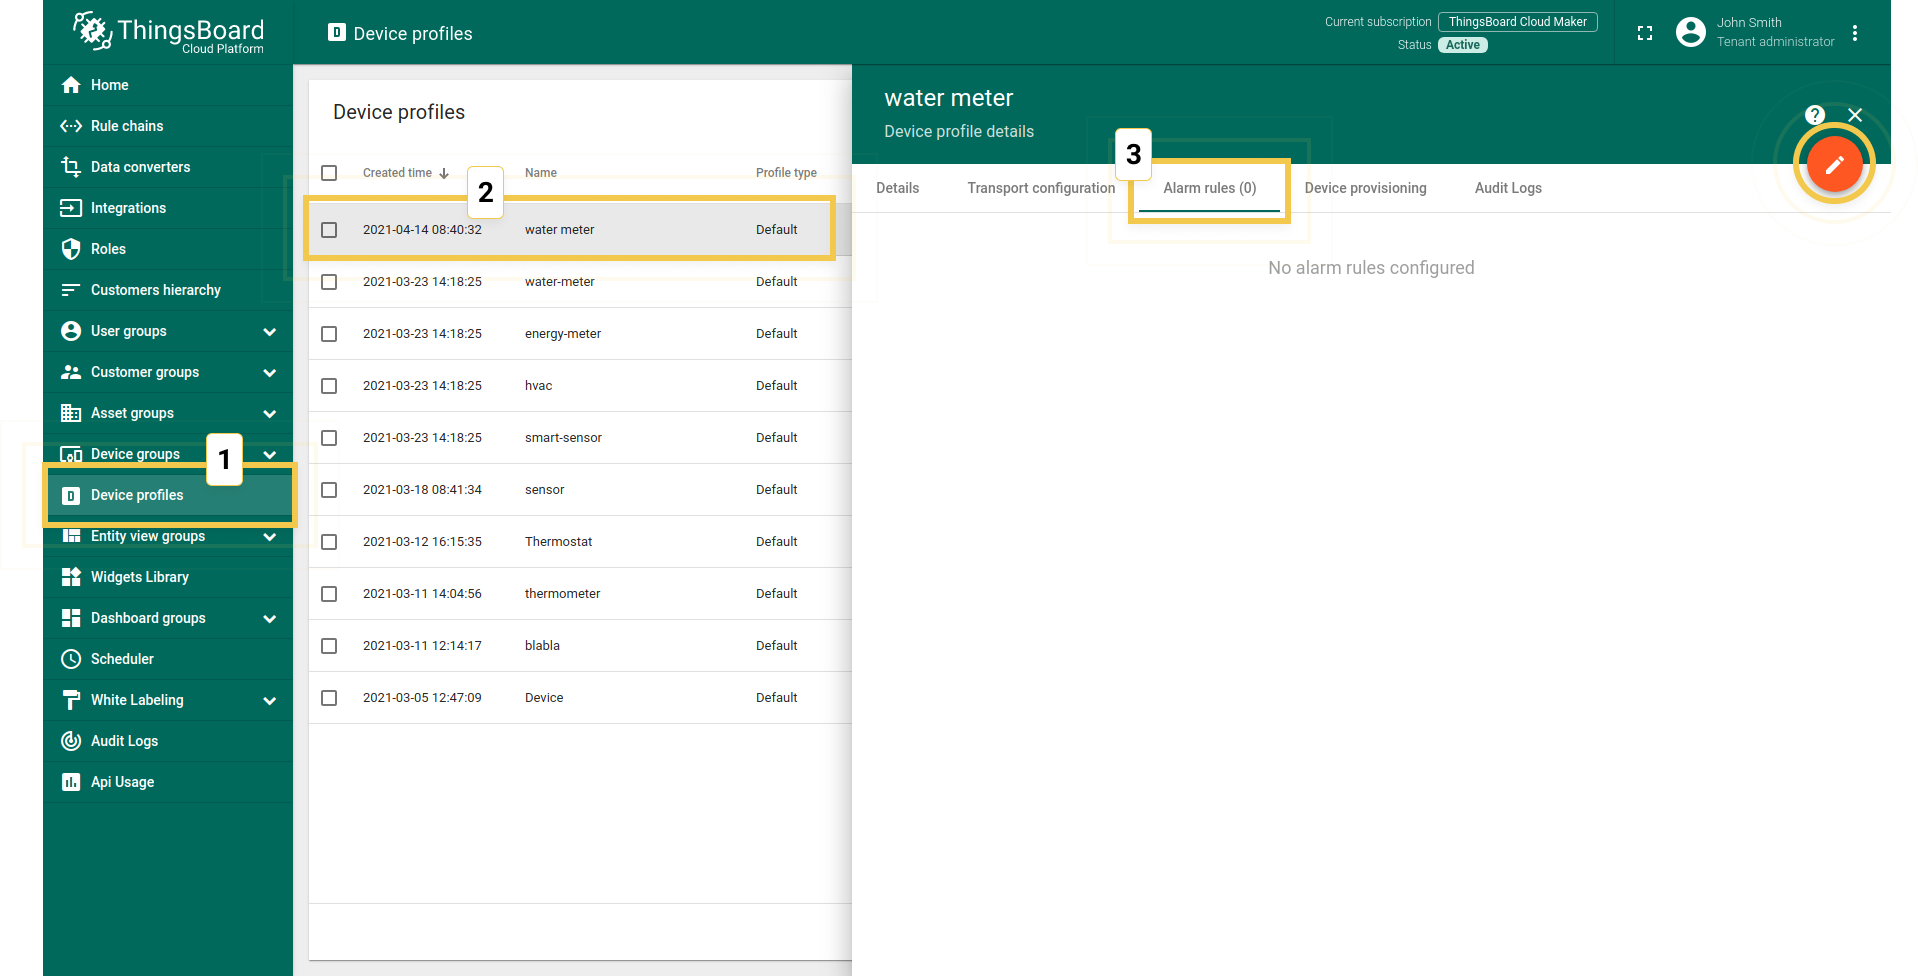 ThingsBoard
Cloud Platform
D Device profiles
Current subscription ThingsBoard Cloud Maker
Status Active
John Smith
Tenant administrator
Home
Rule chains
Data converters
Integrations
Roles
Customers hierarchy
User groups
Customer groups
Asset groups
Device groups
1
D Device profiles
Entity view groups
Widgets Library
Dashboard groups
Scheduler
White Labeling
Audit Logs
Api Usage
Device profiles
Created time Name Profile type
2
2021-04-14 08:40:32 water meter Default
2021-03-23 14:18:25 water-meter Default
2021-03-23 14:18:25 energy-meter Default
2021-03-23 14:18:25 hvac Default
2021-03-23 14:18:25 smart-sensor Default
2021-03-18 08:41:34 sensor Default
2021-03-12 16:15:35 Thermostat Default
2021-03-11 14:04:56 thermometer Default
2021-03-11 12:14:17 blabla Default
2021-03-05 12:47:09 Device Default
water meter
Device profile details
?
3
Details Transport configuration Alarm rules (0) Device provisioning Audit Logs
No alarm rules configured